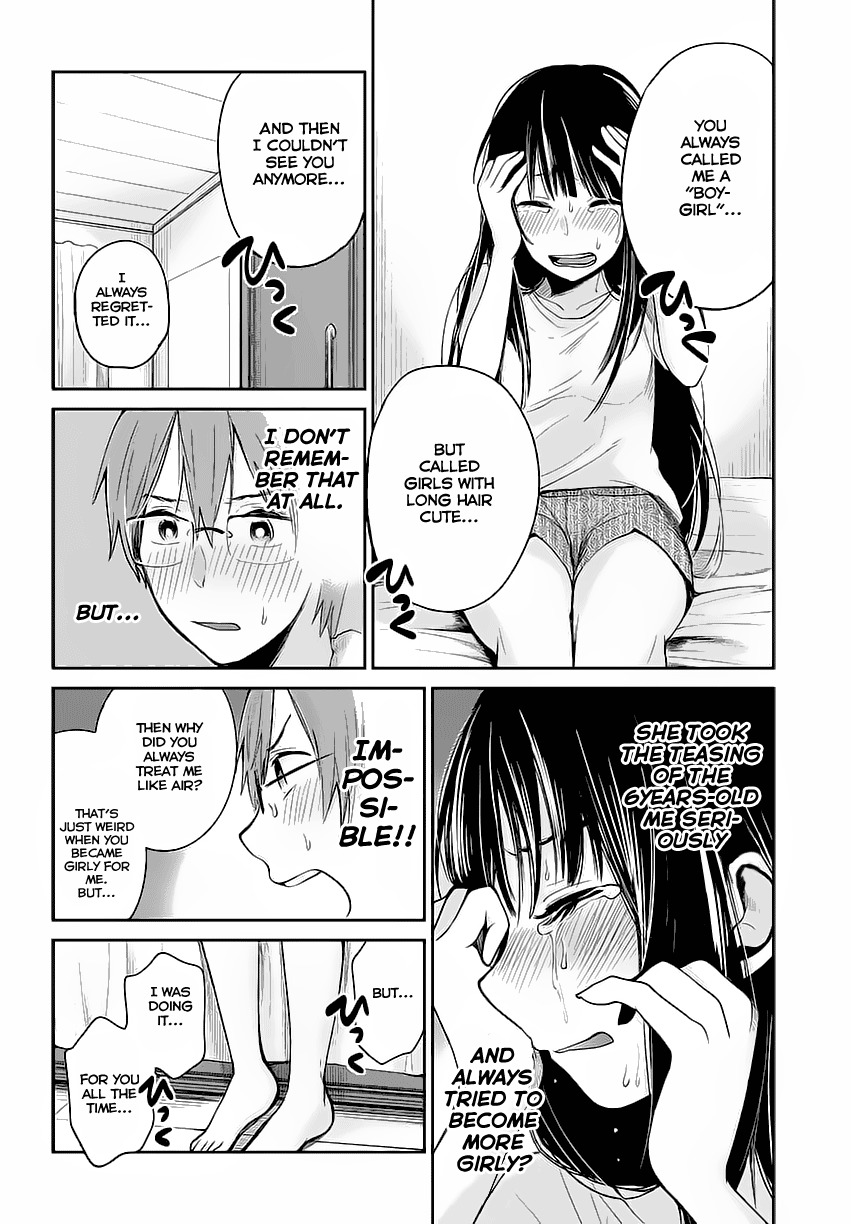 YOU
ALWAYS
CALLED
ME A
"BOY-
GIRL"...
ひっく
BUT
CALLED
GIRLS WITH
LONG HAIR
CUTE...
ひっく
AND THEN
I COULDN'T
SEE YOU
ANYMORE...
ひっく
I
ALWAYS
REGRET-
TED IT...
I DON'T
REMEM-
BER THAT
AT ALL.
BUT...
SHE TOOK
THE TEASING
OF THE
6YEARS-OLD
ME SERI-
OUSLY
AND
ALWAYS
TRIED TO
BECOME
MORE
GIRLY?
IM-
POS-
SI-
BLE!!
THEN WHY
DID YOU
ALWAYS
TREAT ME
LIKE AIR?
THAT'S
JUST WEIRD
WHEN YOU
BECAME
GIRLY FOR
ME.
BUT...
BUT...
ひっく
I WAS
DOING
IT...
FOR YOU
ALL THE
TIME...
ひっく